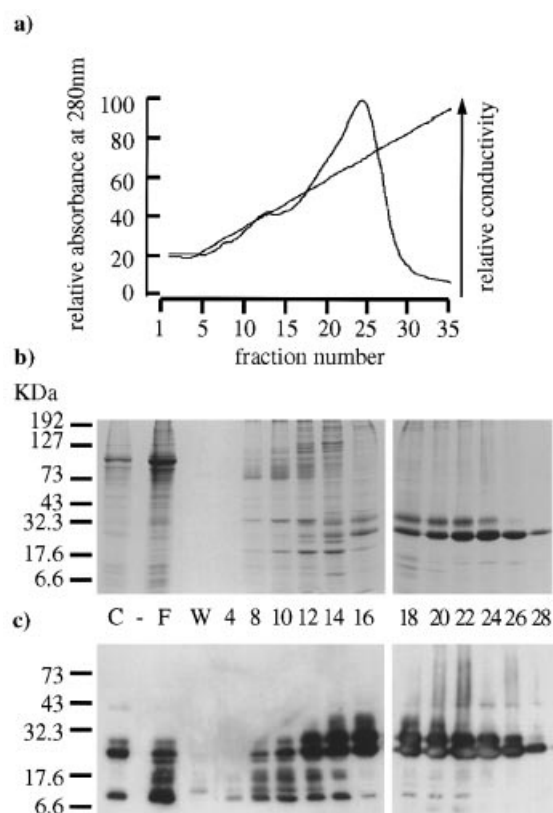 a)
relative absorbance at 280nm
100
80
60
40
20
0
relative conductivity
1 5 10 15 20 25 30 35
fraction number
b)
KDa
192
127
73
43
32.3
17.6
6.6
C - F W 4 8 10 12 14 16 18 20 22 24 26 28
c)
73
43
32.3
17.6
6.6